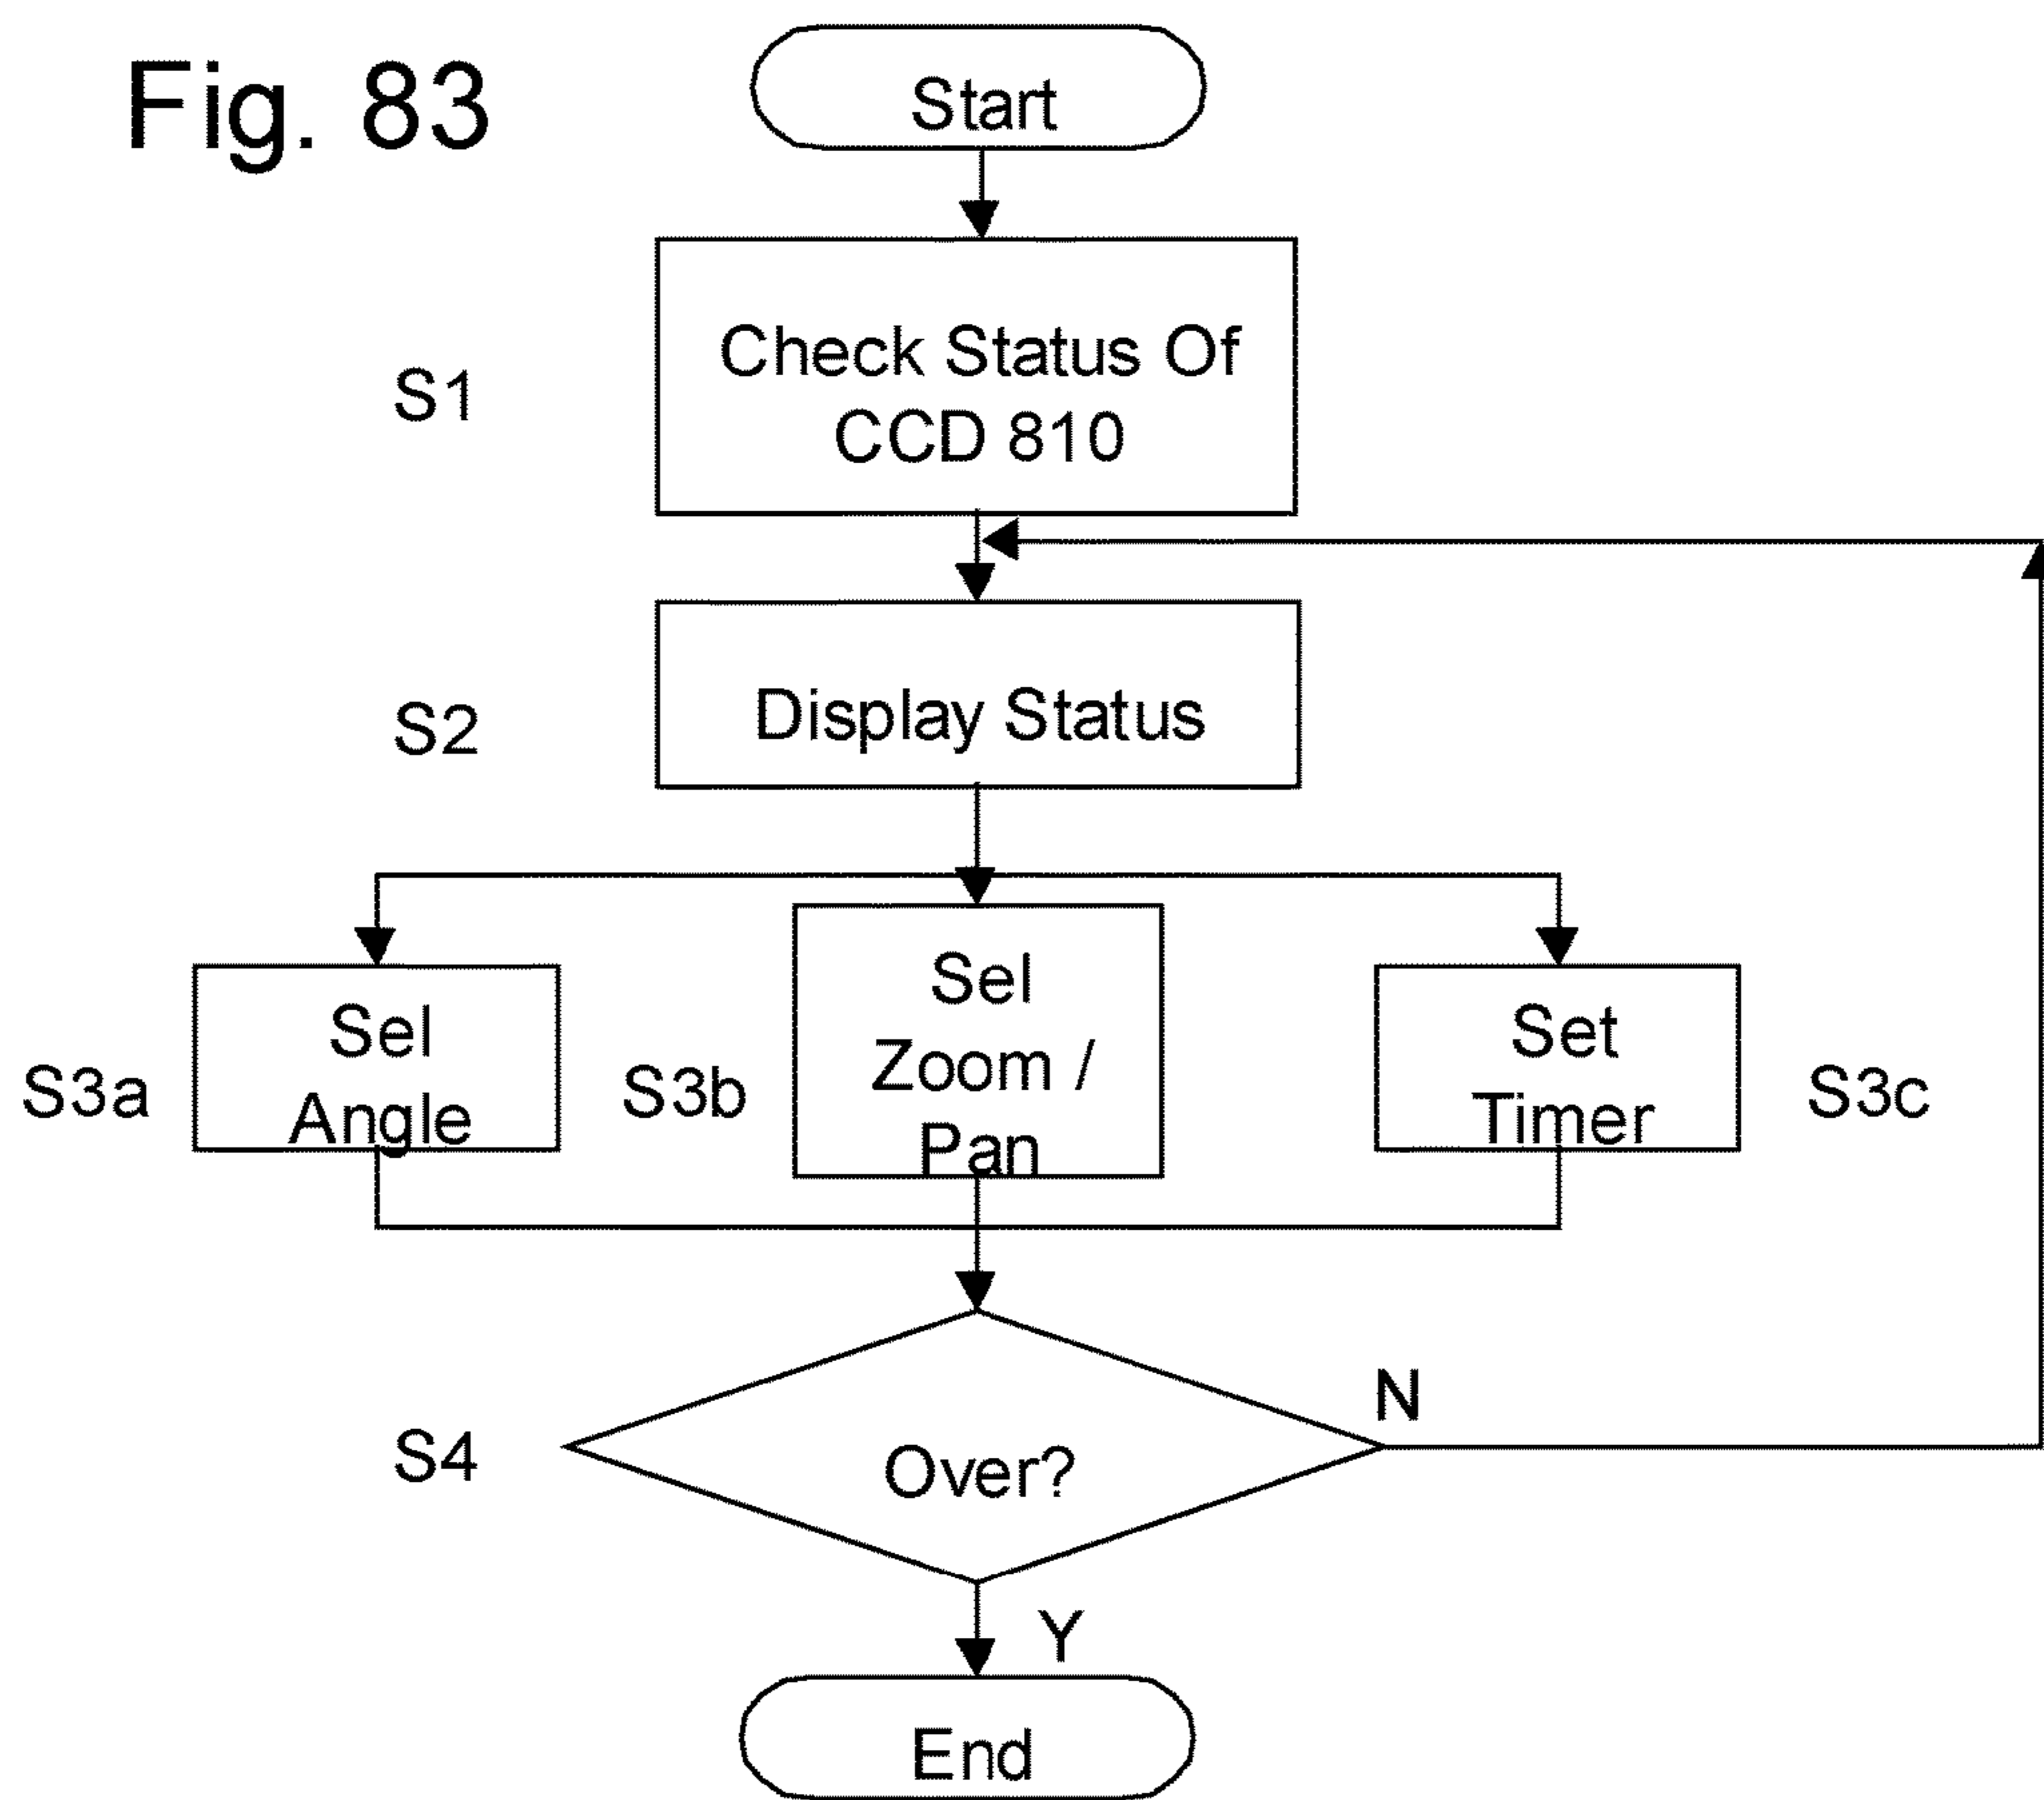 Fig. 83
Start
S1
Check Status Of
CCD 810
S2
Display Status
S3a
Sel
Angle
S3b
Sel
Zoom /
Pan
Set
Timer
S3c
S4
Over?
N
Y
End